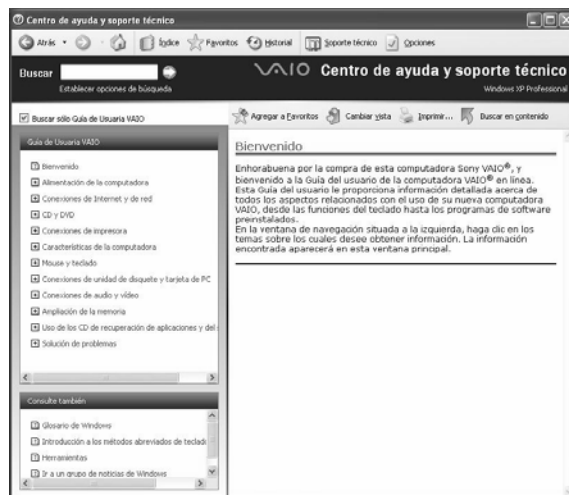 Centro de ayuda y soporte técnico
Atrás
Índice
Favoritos
Historial
Soporte técnico
Opciones
Buscar
Establecer opciones de búsqueda
VAIO Centro de ayuda y soporte técnico
Windows XP Professional
Buscar sólo Guía de Usuaria VAIO
Agregar a Favoritos
Cambiar vista
Imprimir...
Buscar en contenido
Guía de Usuaria VAIO
Bienvenido
Alimentación de la computadora
Conexiones de Internet y de red
CD y DVD
Conexiones de impresora
Características de la computadora
Mouse y teclado
Conexiones de unidad de disquete y tarjeta de PC
Conexiones de audio y vídeo
Ampliación de la memoria
Uso de los CD de recuperación de aplicaciones y del
Solución de problemas
Consulte también
Glosario de Windows
Introducción a los métodos abreviados de teclado
Herramientas
Ir a un grupo de noticias de Windows
Bienvenido
Enhorabuena por la compra de esta computadora Sony VAIO®, y
bienvenido a la Guía del usuario de la computadora VAIO® en línea.
Esta Guía del usuario le proporciona información detallada acerca de
todos los aspectos relacionados con el uso de su nueva computadora
VAIO, desde las funciones del teclado hasta los programas de software
preinstalados.
En la ventana de navegación situada a la izquierda, haga clic en los
temas sobre los cuales desee obtener información. La información
encontrada aparecerá en esta ventana principal.